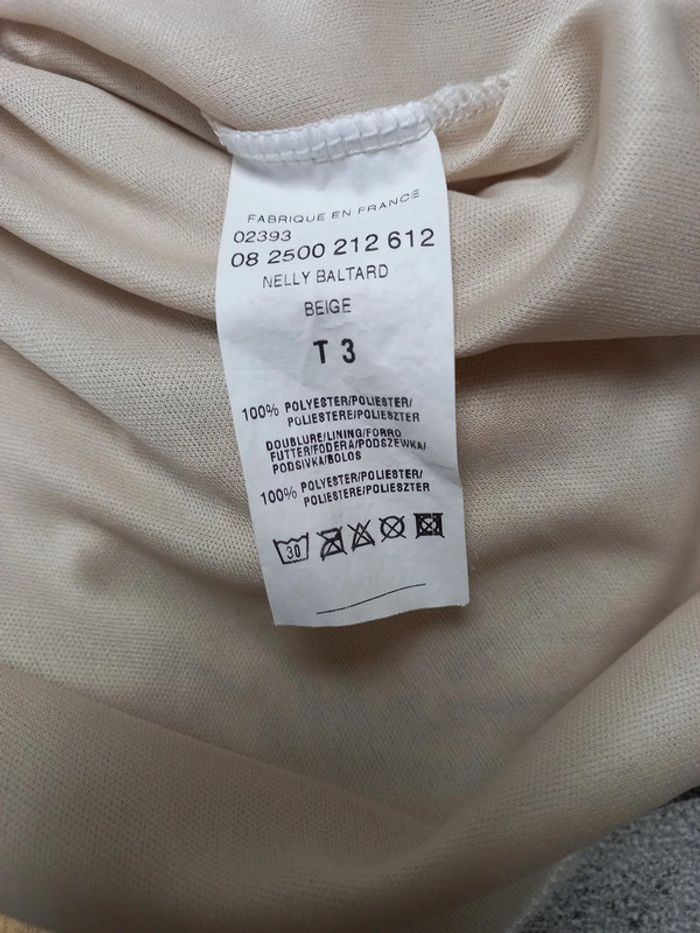 FABRIQUE EN FRANCE
02393
08 2500 212 612
NELLY BALTARD
BEIGE
T 3
100% POLYESTER/POLIESTER/
POLIESTERE/POLIESZTER
DOUBLURE/LINING/FORRO
FUTTER/FODERA/PODSZEWKA/
PODSIVKA/BOLOS
100% POLYESTER/POLIESTER/
POLIESTERE/POLIESZTER
30